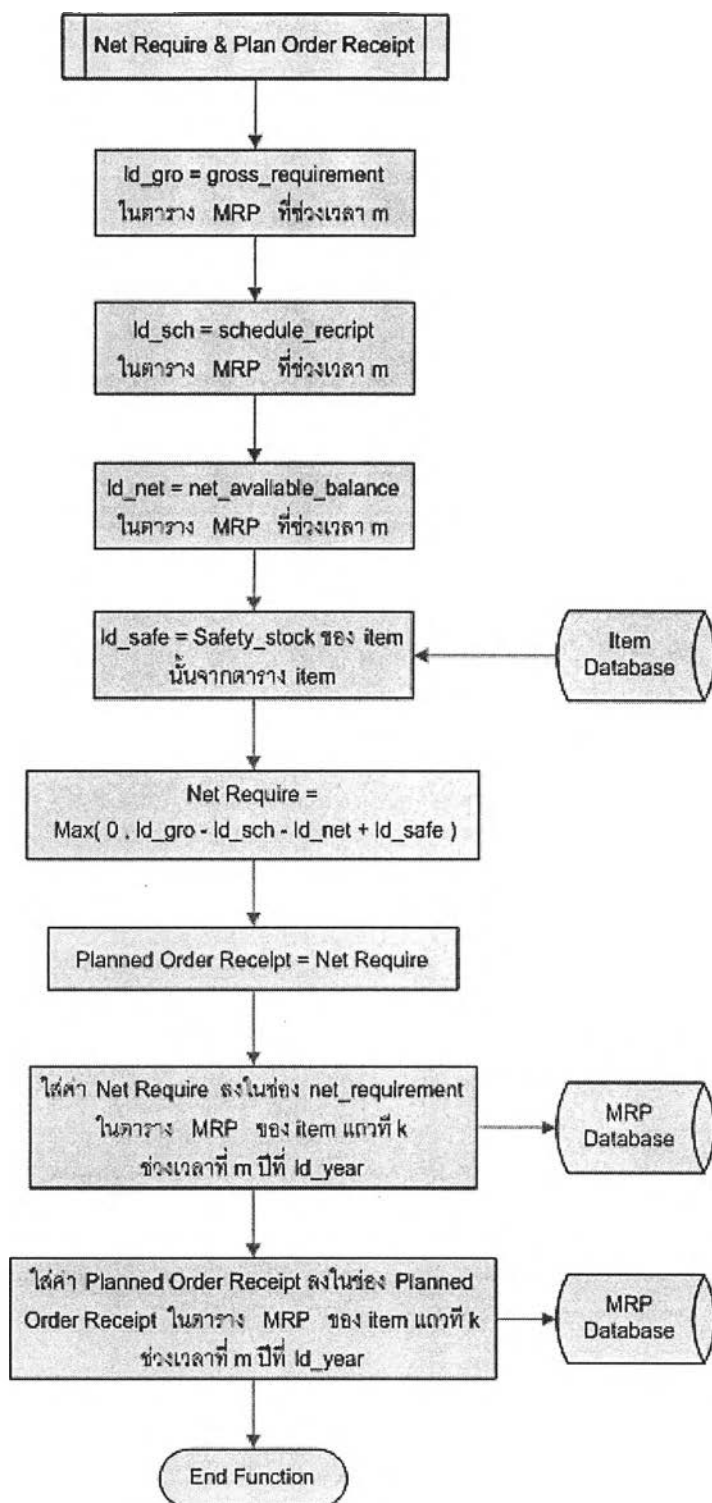 Net Require & Plan Order Receipt
ld_gro = gross_requirement
ในตาราง MRP ที่ช่วงเวลา m
ld_sch = schedule_recript
ในตาราง MRP ที่ช่วงเวลา m
ld_net = net_available_balance
ในตาราง MRP ที่ช่วงเวลา m
ld_safe = Safety_stock ของ item
นั้นจากตาราง item
Item
Database
Net Require =
Max( 0 , ld_gro - ld_sch - ld_net + ld_safe )
Planned Order Receipt = Net Require
ใส่ค่า Net Require ลงในช่อง net_requirement
ในตาราง MRP ของ item แถวที่ k
ช่วงเวลาที่ m ปีที่ ld_year
MRP
Database
ใส่ค่า Planned Order Receipt ลงในช่อง Planned
Order Receipt ในตาราง MRP ของ item แถวที่ k
ช่วงเวลาที่ m ปีที่ ld_year
MRP
Database
End Function